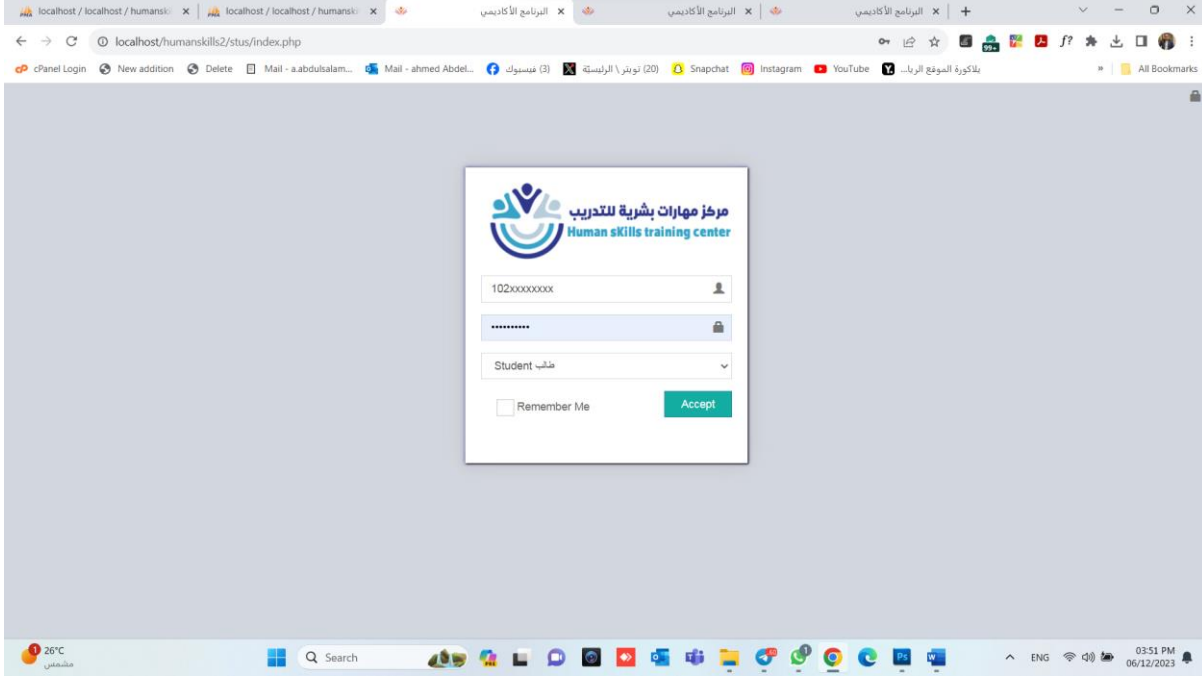 localhost / localhost / humanski
localhost / localhost / humanski
البرنامج الأكاديمي
البرنامج الأكاديمي
البرنامج الأكاديمي
localhost/humanskills2/stus/index.php
99+
f?
cPanel Login
New addition
Delete
Mail - a.abdulsalam...
Mail - ahmed Abdel...
(3) فيسبوك
(20) تويتر \ الرئيسية
Snapchat
Instagram
YouTube
يلاكورة الموقع الريا...
»
All Bookmarks
مركز مهارات بشرية للتدريب
Human sKills training center
102xxxxxxxx
••••••••••
Student طالب
Remember Me
Accept
1
26°C
مشمس
Search
ENG
03:51 PM
06/12/2023